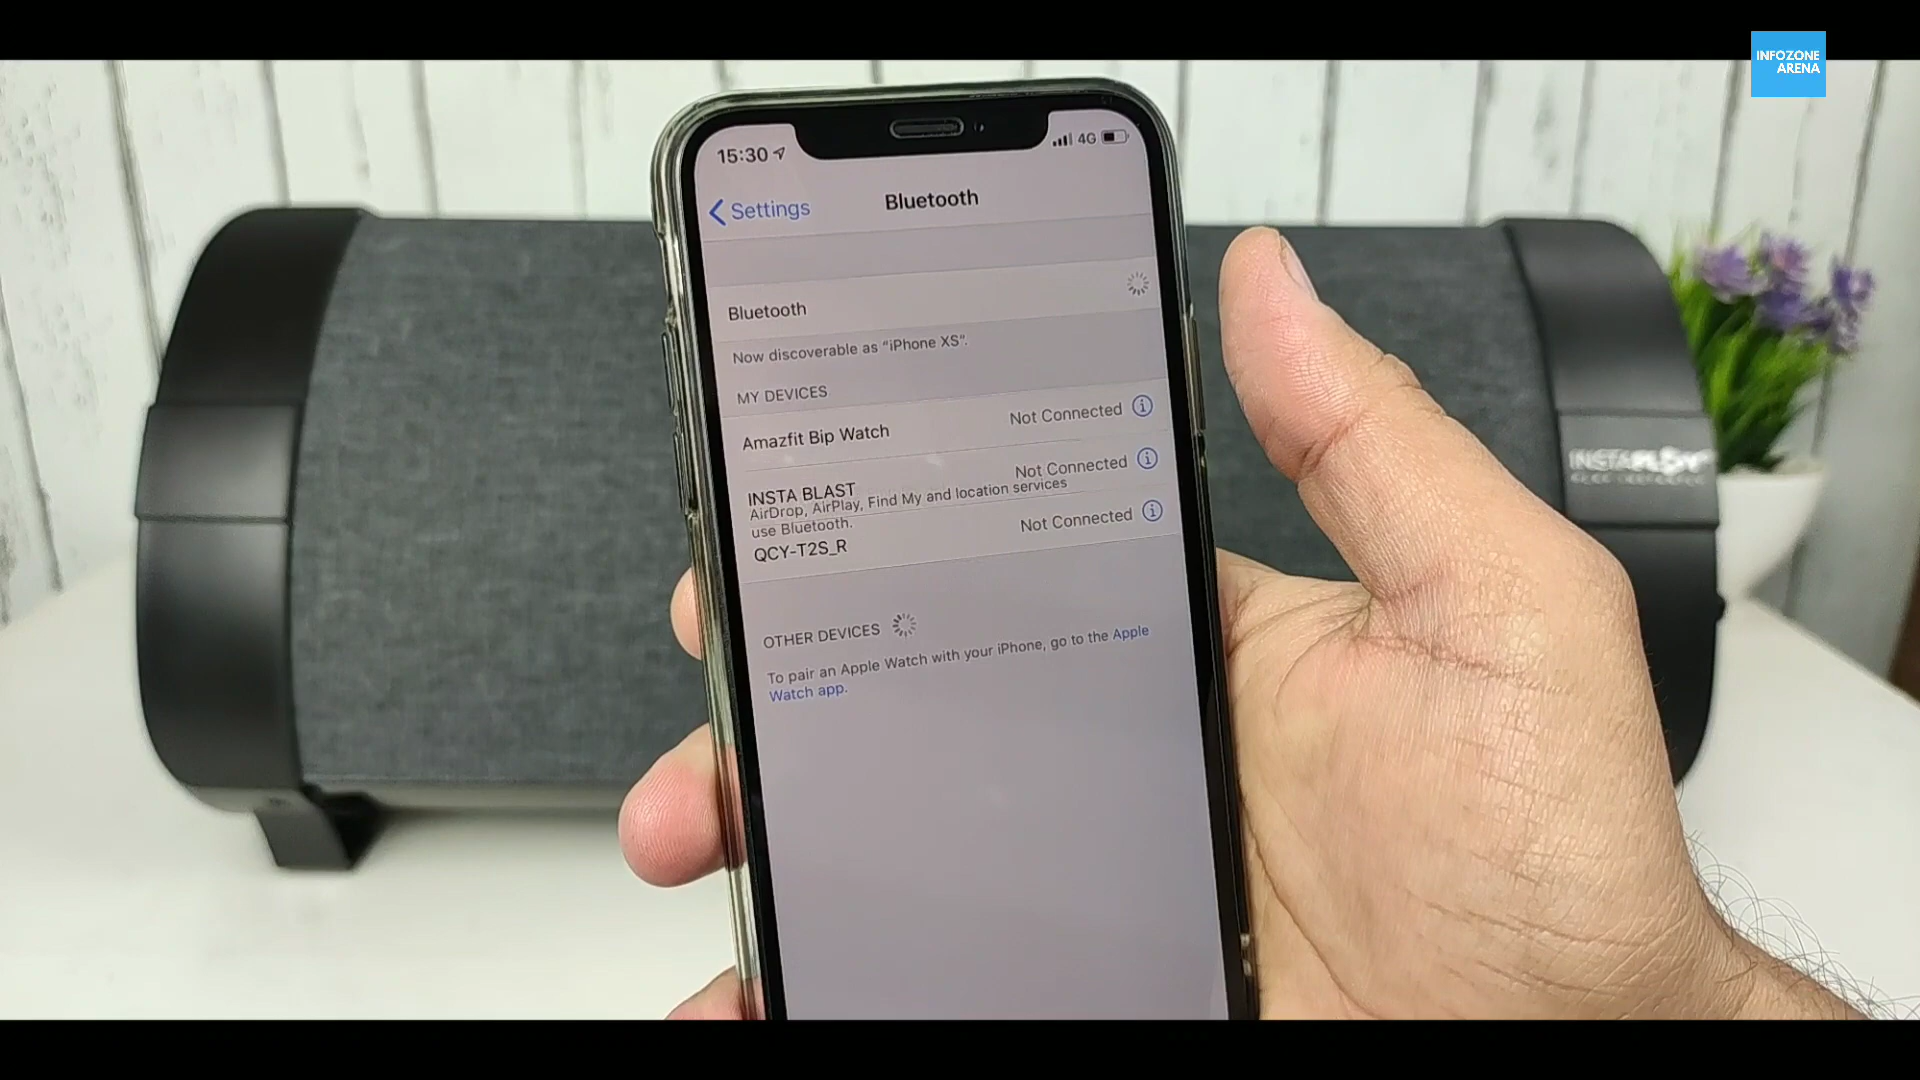 INFOZONE
ARENA
15:30
4G
Settings
Bluetooth
Bluetooth
Now discoverable as “iPhone XS”.
MY DEVICES
Amazfit Bip Watch Not Connected
INSTA BLAST Not Connected
AirDrop, AirPlay, Find My and location services
use Bluetooth.
QCY-T2S_R Not Connected
OTHER DEVICES
To pair an Apple Watch with your iPhone, go to the Apple
Watch app.
INSTAPLAY